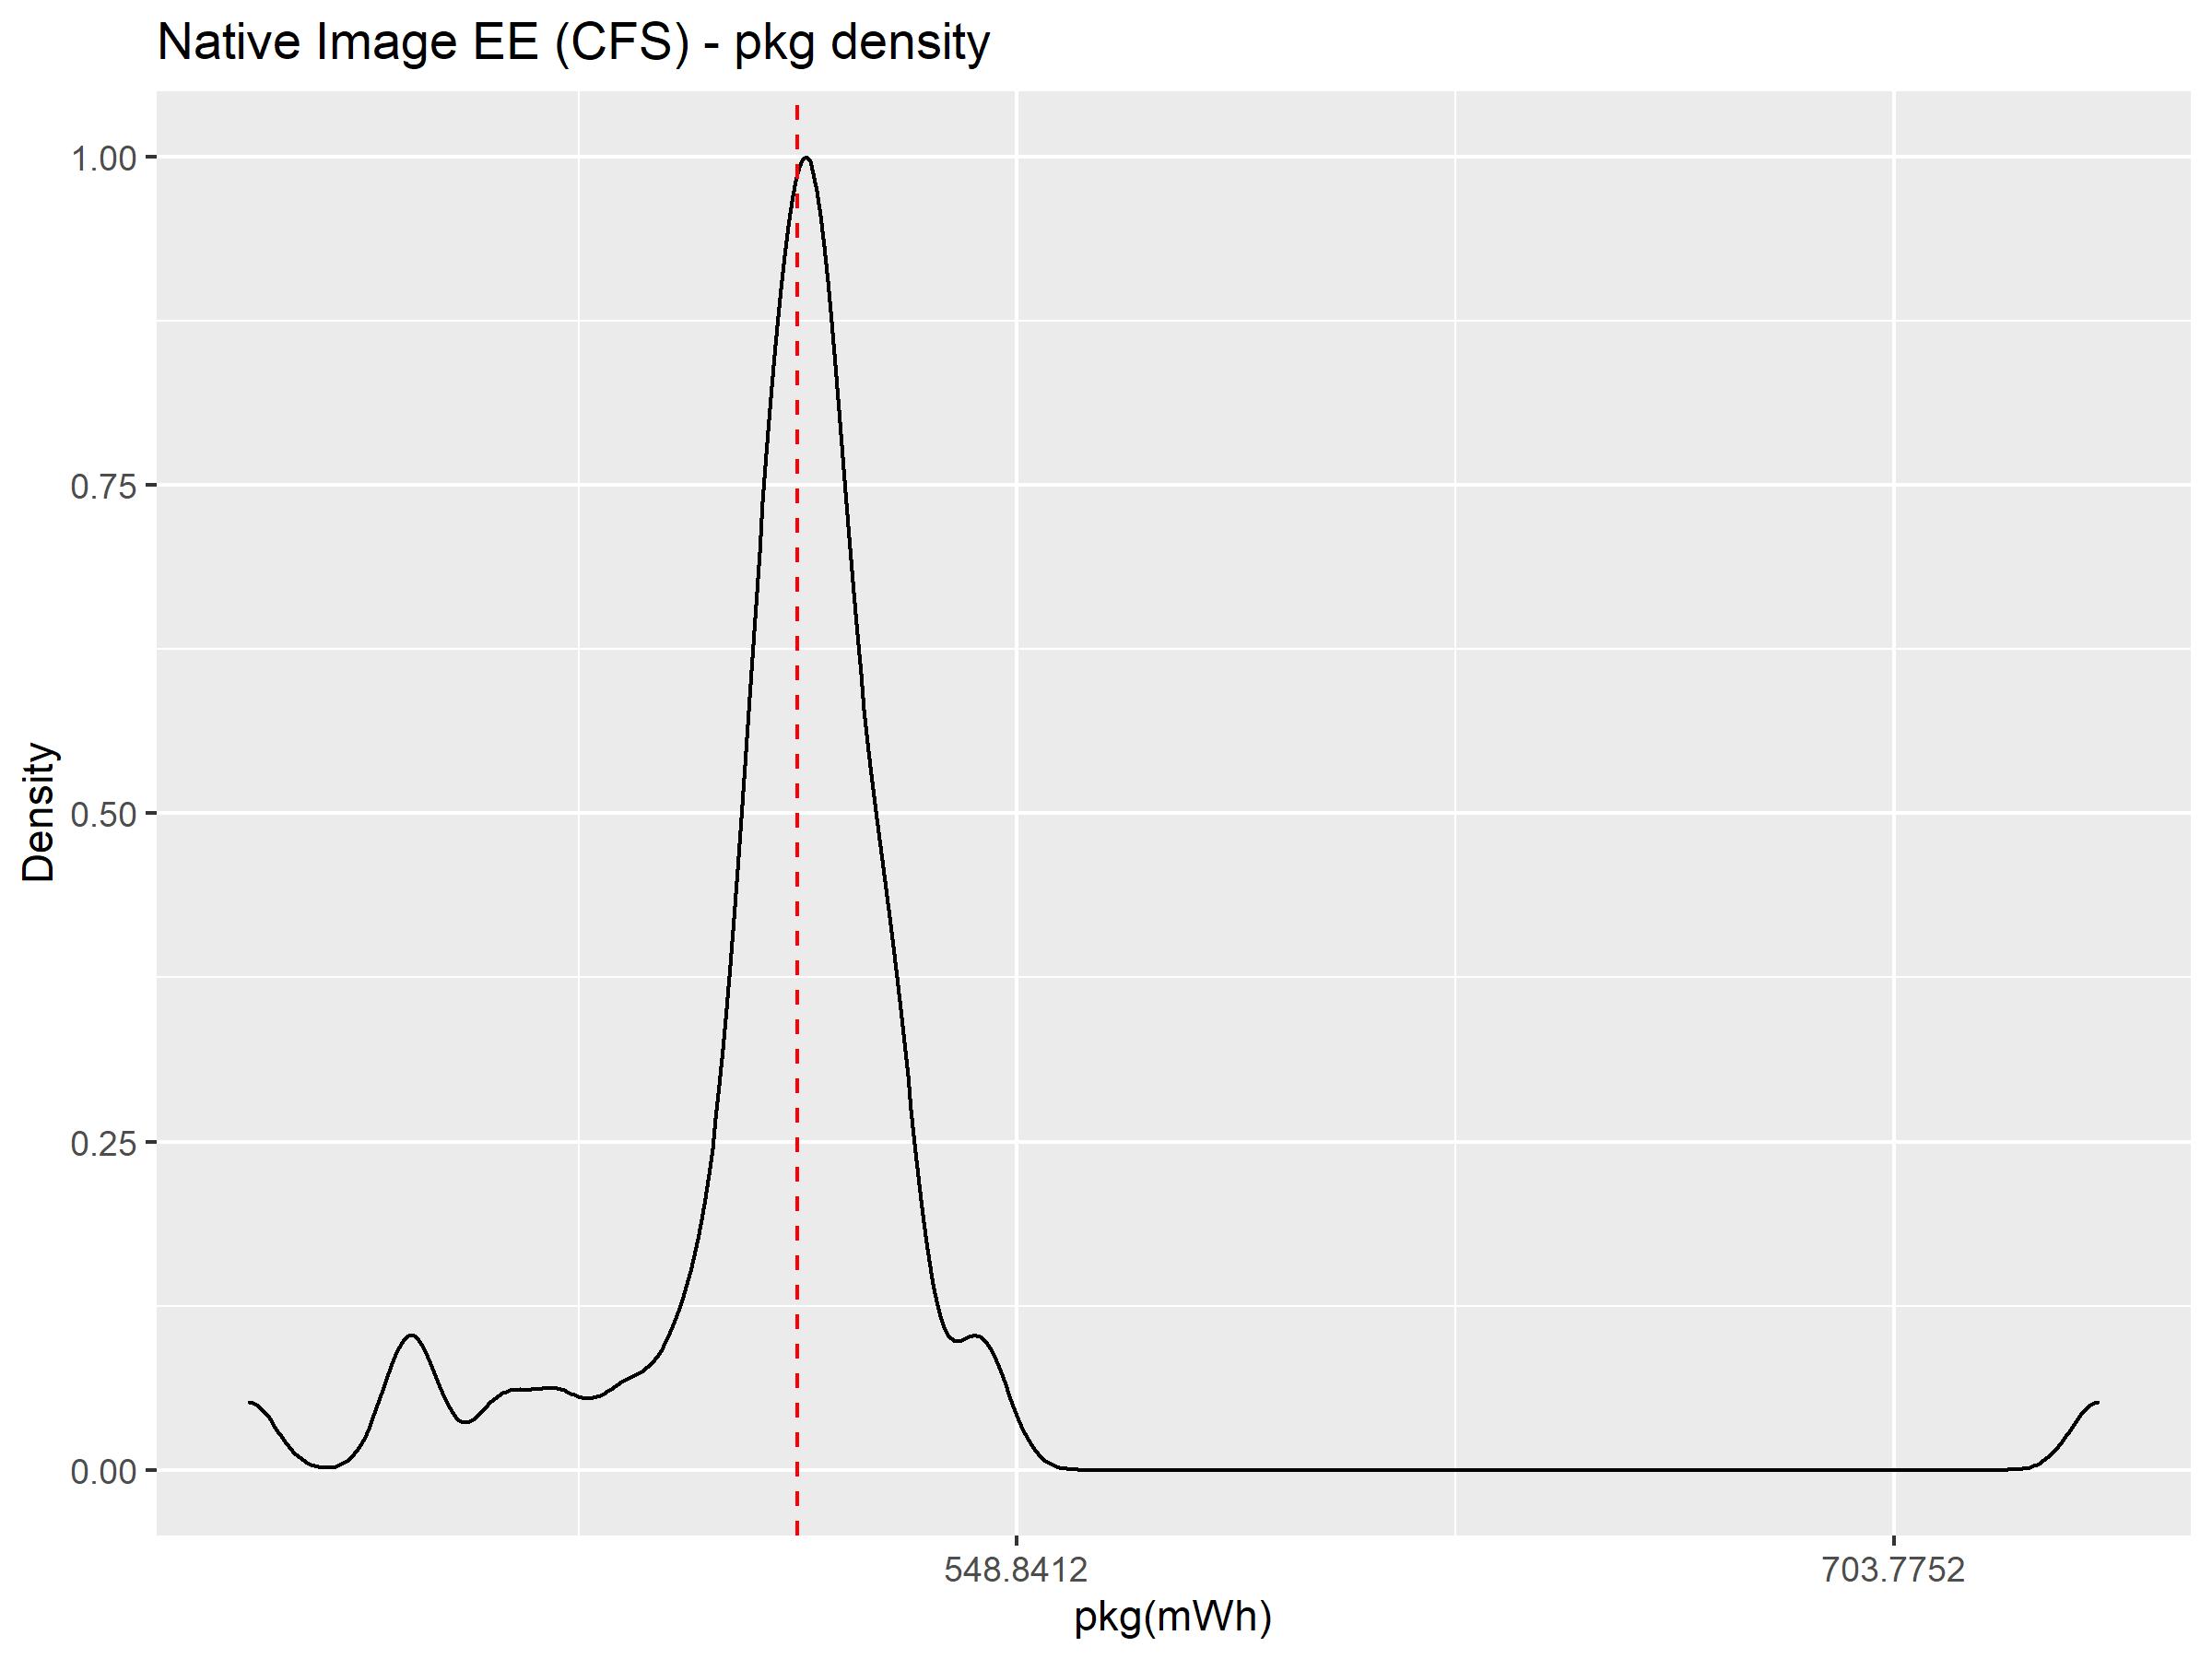 Native Image EE (CFS) - pkg density
1.00
0.75
0.50
0.25
0.00
Density
548.8412
703.7752
pkg(mWh)